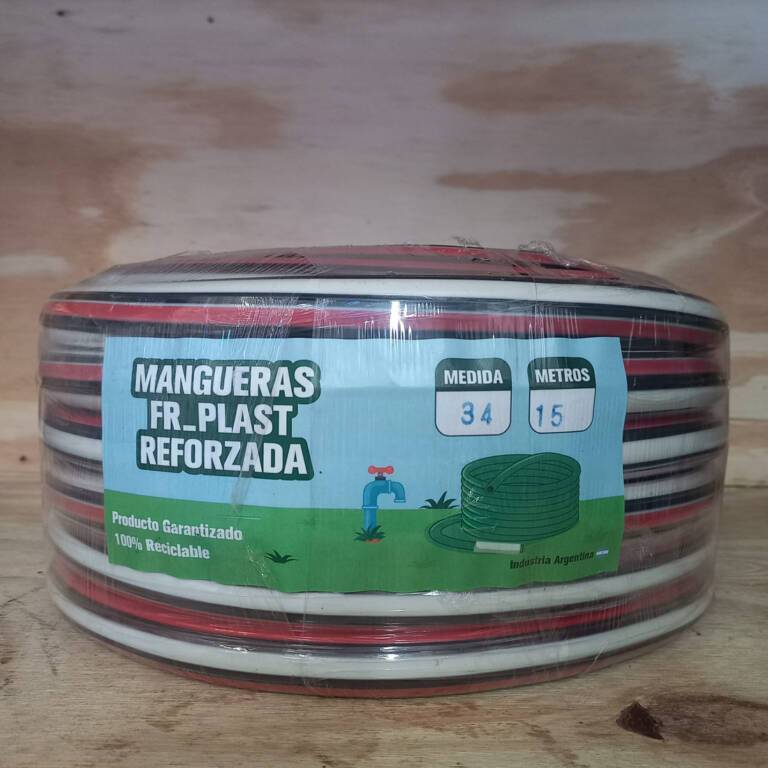 MANGUERAS
FR_PLAST
REFORZADA
MEDIDA
34
METROS
15
Producto Garantizado
100% Reciclable
Industria Argentina